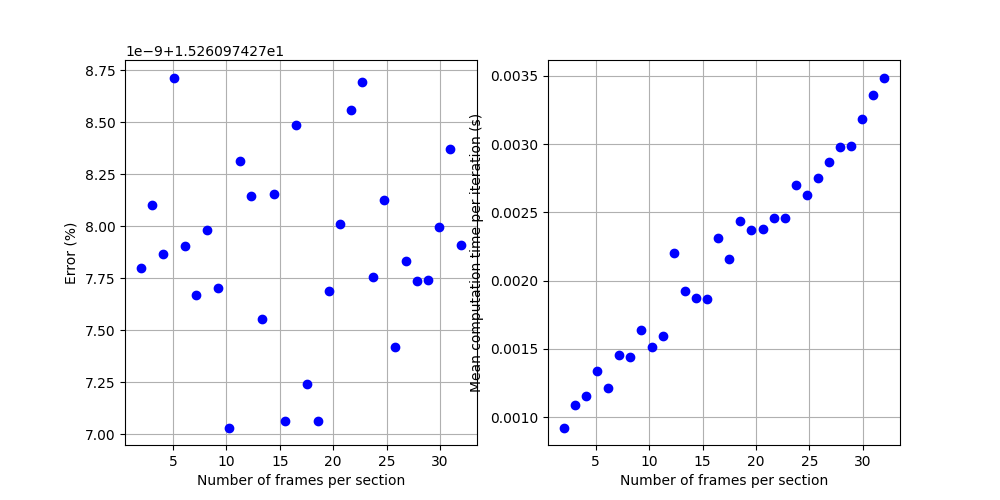 1e−9+1.526097427e1
8.75
8.50
8.25
8.00
7.75
7.50
7.25
7.00
Error (%)
5 10 15 20 25 30
Number of frames per section
0.0035
0.0030
0.0025
0.0020
0.0015
0.0010
Mean computation time per iteration (s)
5 10 15 20 25 30
Number of frames per section